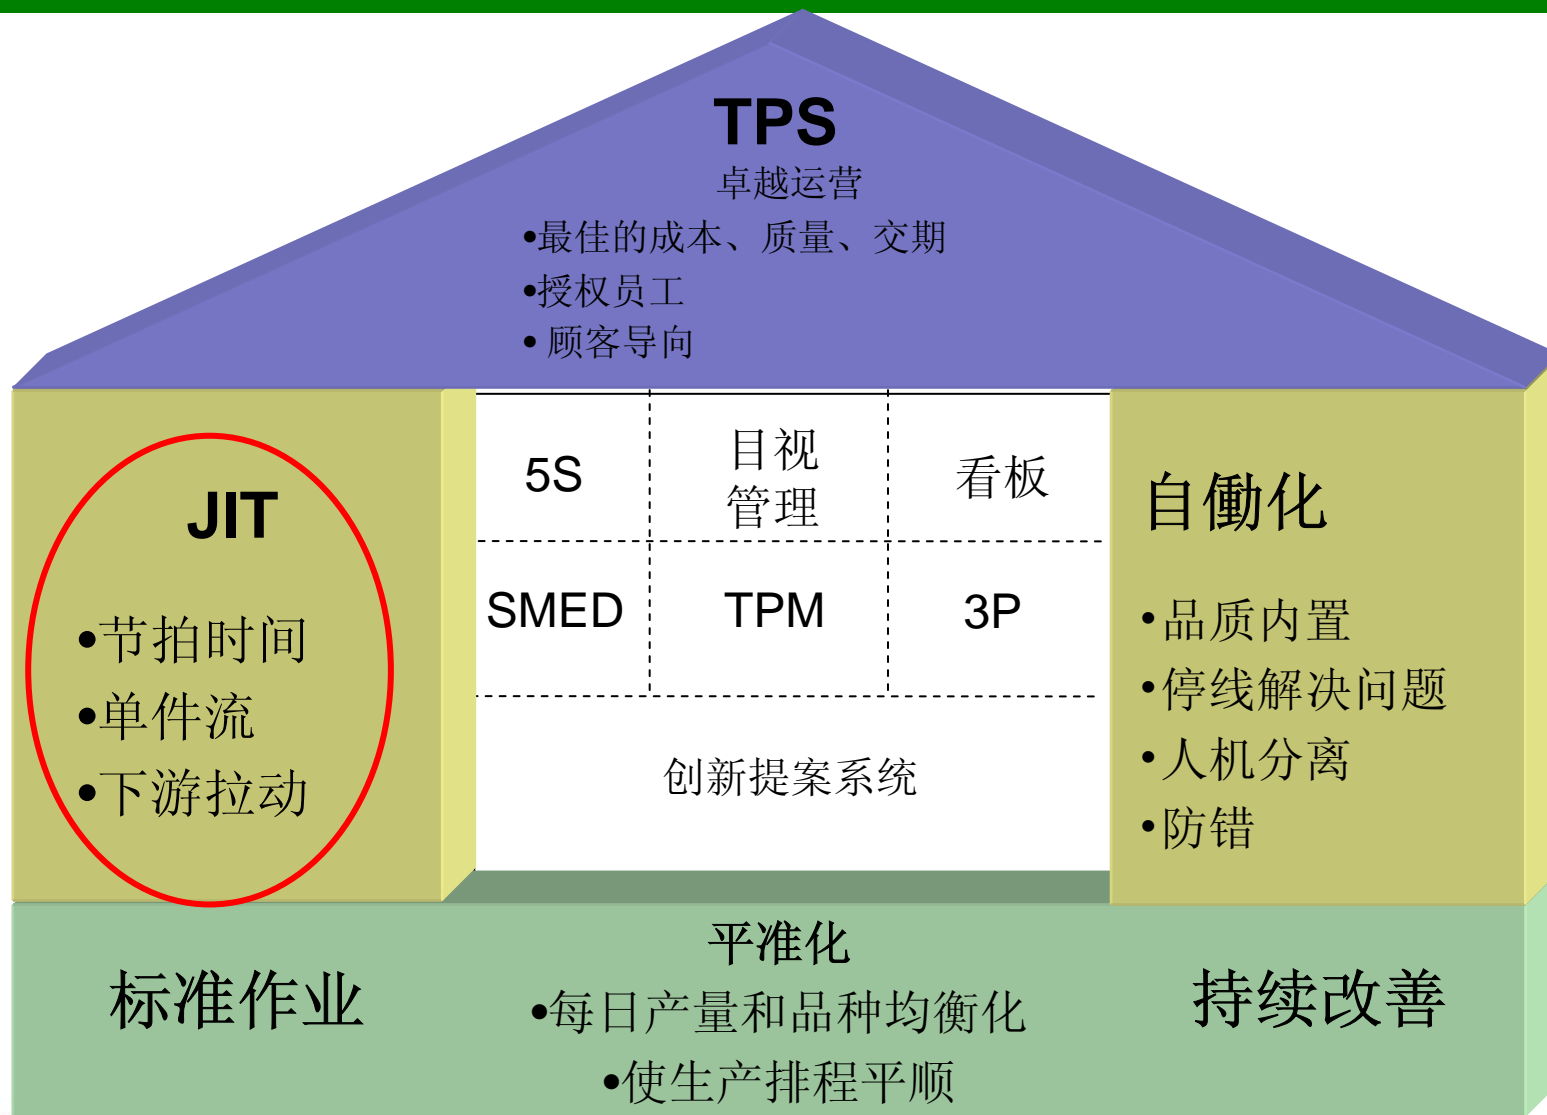 TPS
卓越运营
•最佳的成本、质量、交期
•授权员工
•顾客导向
JIT
•节拍时间
•单件流
•下游拉动
5S
目视
管理
看板
SMED
TPM
3P
创新提案系统
自働化
•品质内置
•停线解决问题
•人机分离
•防错
标准作业
平准化
•每日产量和品种均衡化
•使生产排程平顺
持续改善